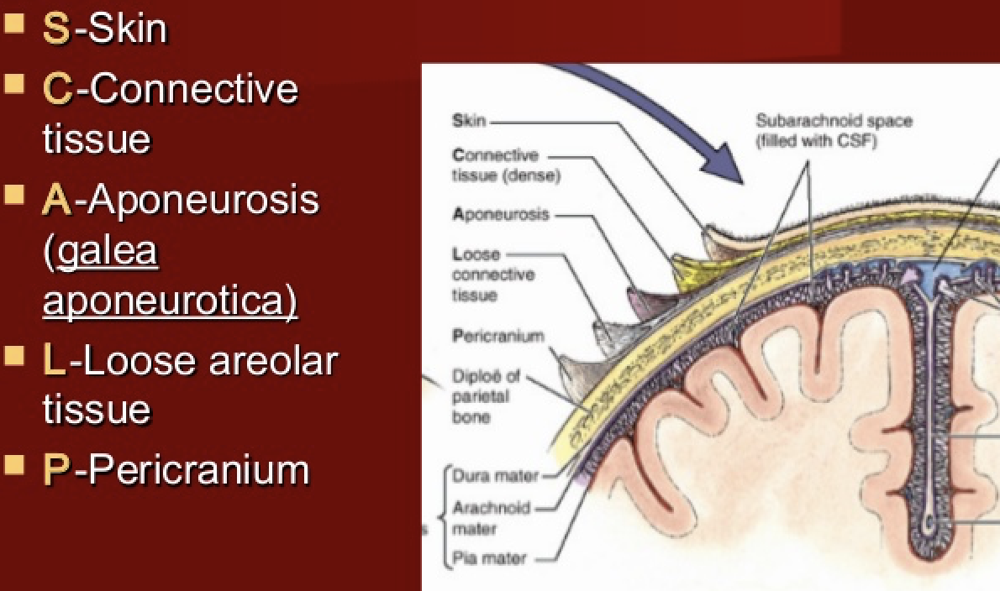 S-Skin
C-Connective
tissue
A-Aponeurosis
(galea
aponeurotica)
L-Loose areolar
tissue
P-Pericranium
Skin
Connective
tissue (dense)
Aponeurosis
Loose
connective
tissue
Pericranium
Diploë of
parietal
bone
Dura mater
Arachnoid
mater
Pia mater
s
Subarachnoid space
(filled with CSF)